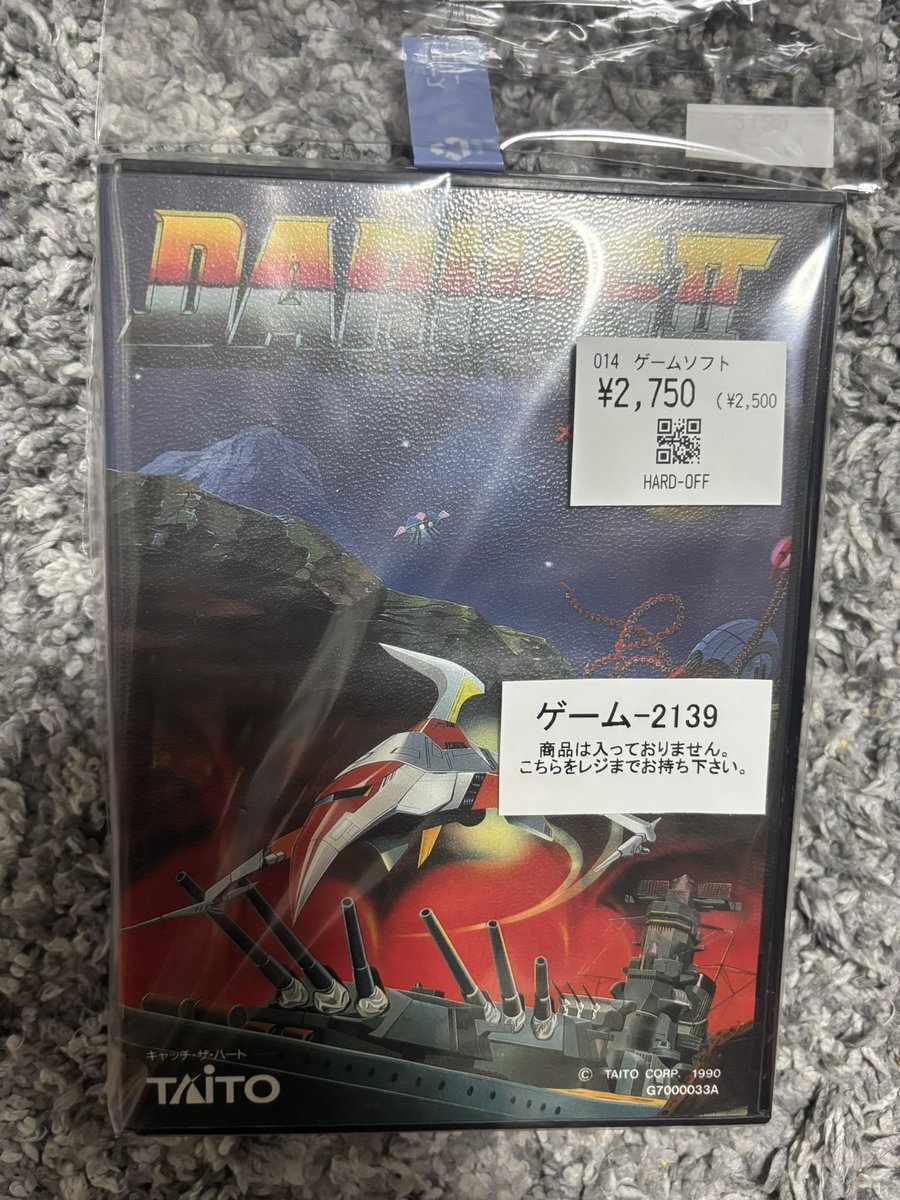 DARIUS II
014 ゲームソフト
¥2,750 (¥2,500
HARD-OFF
ゲーム-2139
商品は入っておりません。
こちらをレジまでお持ち下さい。
キャッチ・ザ・ハート
TAITO
© TAITO CORP. 1990
G7000033A